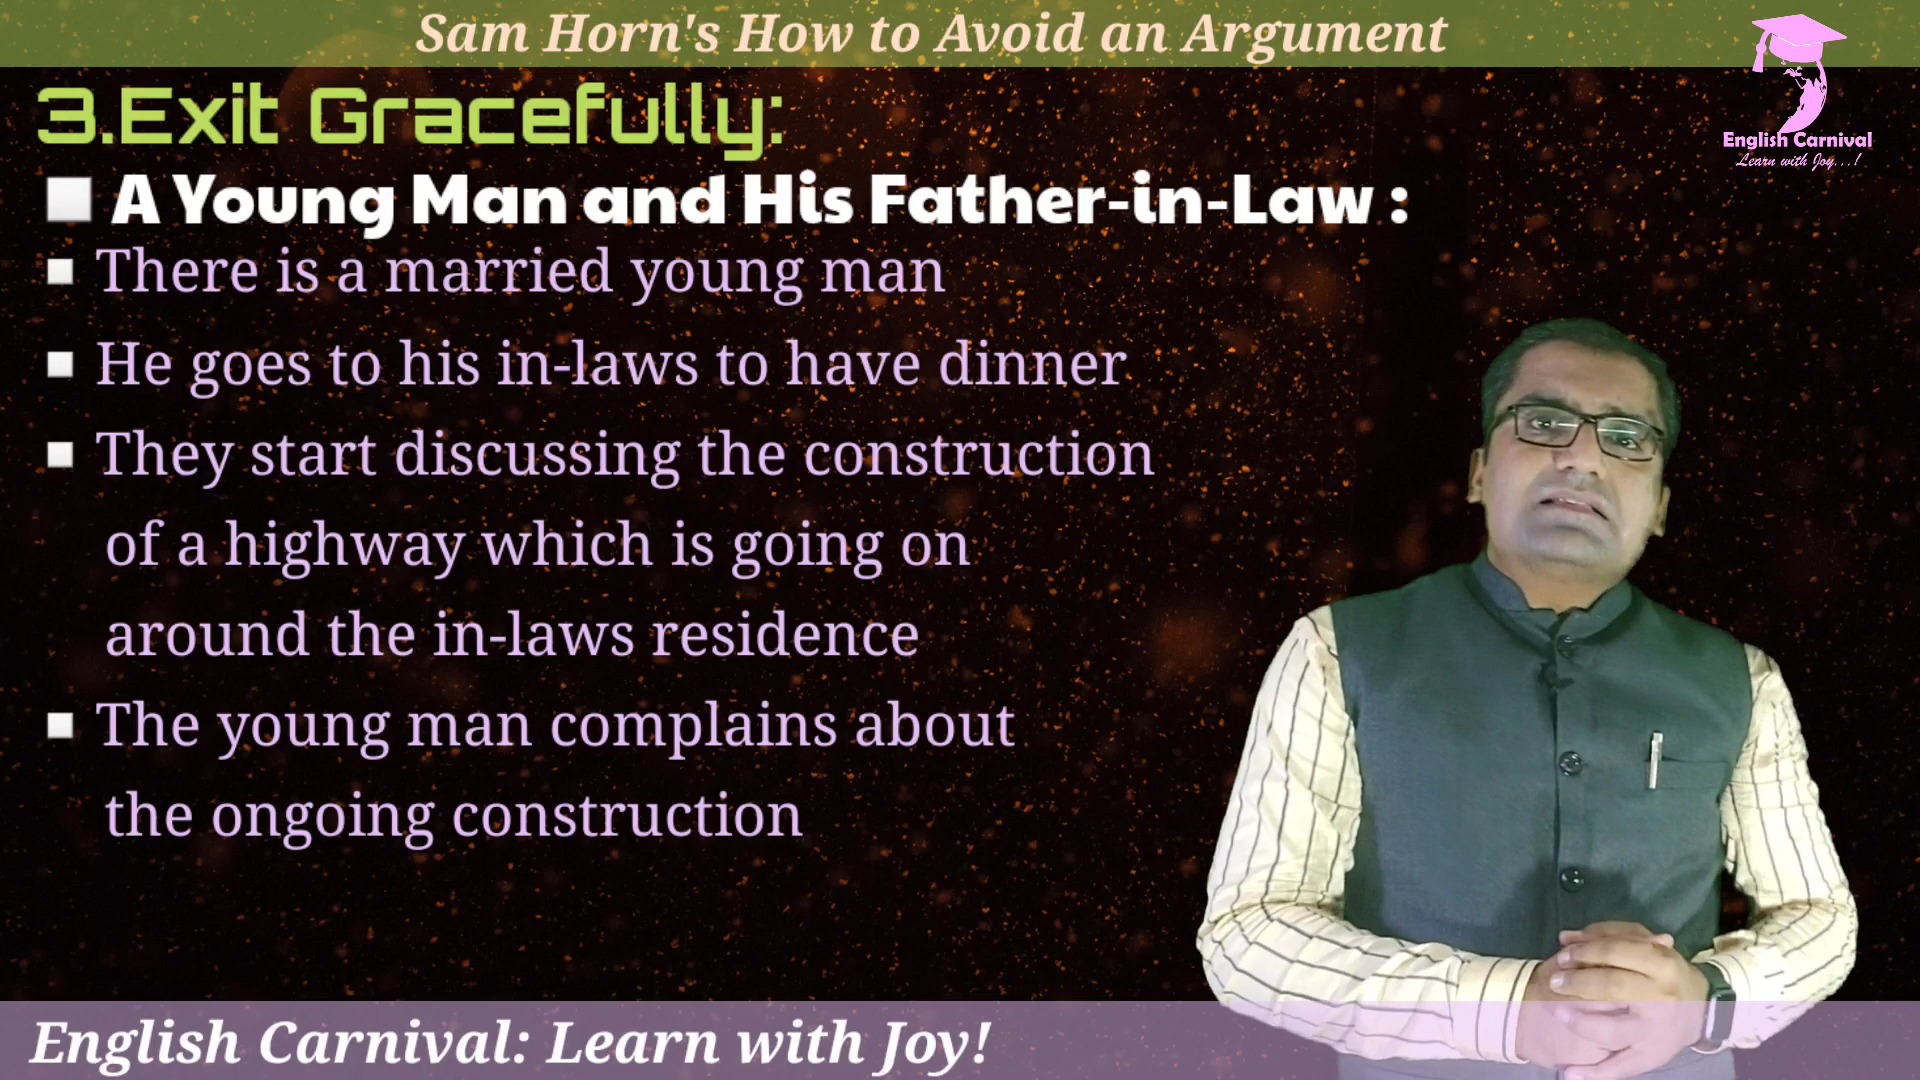 Sam Horn's How to Avoid an Argument
3.Exit Gracefully:
A Young Man and His Father-in-Law :
There is a married young man
He goes to his in-laws to have dinner
They start discussing the construction
of a highway which is going on
around the in-laws residence
The young man complains about
the ongoing construction
English Carnival
Learn with Joy...!
English Carnival: Learn with Joy!